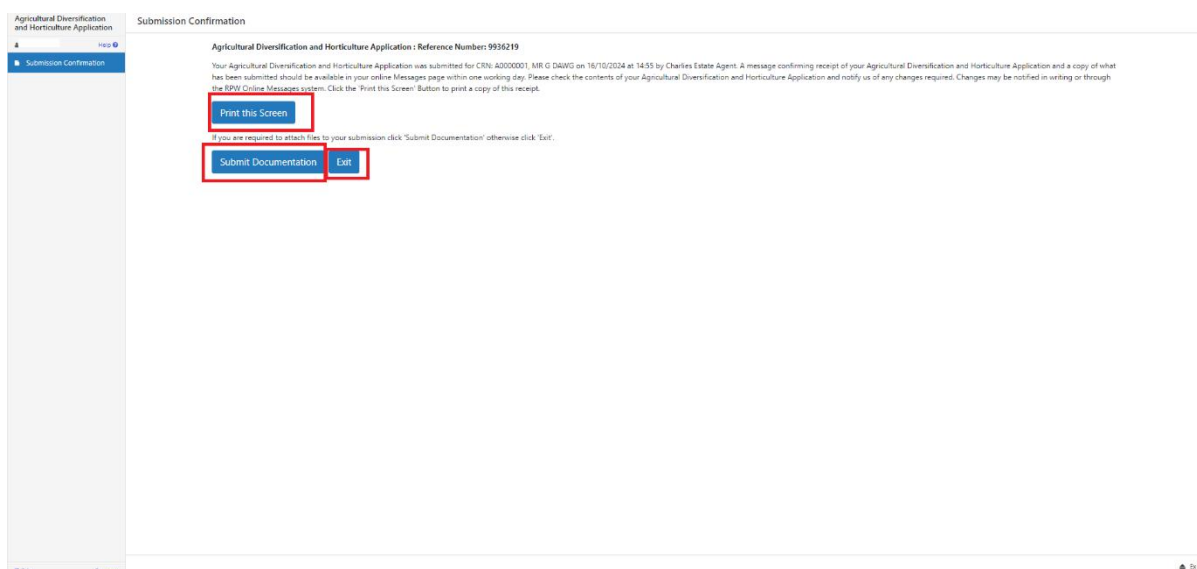 Agricultural Diversification
and Horticulture Application
Submission Confirmation
Help
Submission Confirmation
Agricultural Diversification and Horticulture Application : Reference Number: 9936219
Your Agricultural Diversification and Horticulture Application was submitted for CRN: A0000001, MR G DAWG on 16/10/2024 at 14:55 by Charlies Estate Agent. A message confirming receipt of your Agricultural Diversification and Horticulture Application and a copy of what
has been submitted should be available in your online Messages page within one working day. Please check the contents of your Agricultural Diversification and Horticulture Application and notify us of any changes required. Changes may be notified in writing or through
the RPW Online Messages system. Click the 'Print this Screen' Button to print a copy of this receipt.
Print this Screen
If you are required to attach files to your submission click 'Submit Documentation' otherwise click 'Exit'.
Submit Documentation
Exit